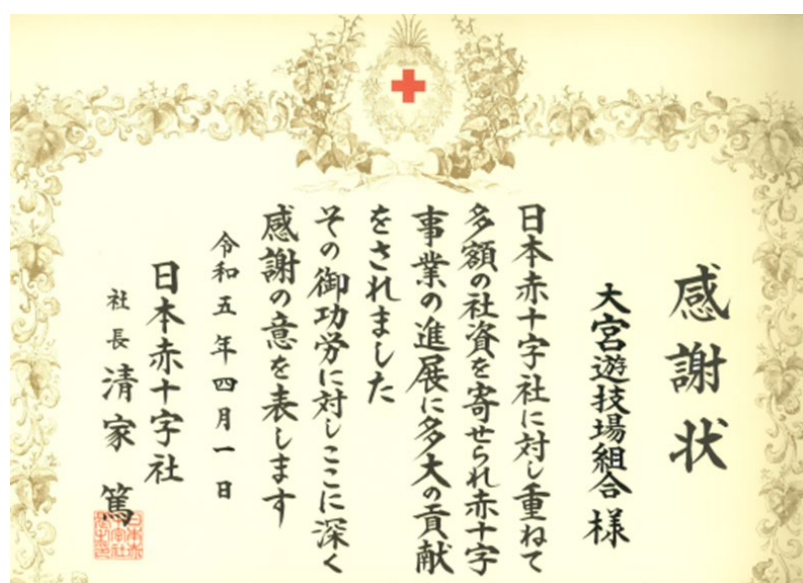 感謝状
大宮遊技場組合 様
日本赤十字社に対し重ねて
多額の社資を寄せられ赤十字
事業の進展に多大の貢献
をされました
その御功労に対しここに深く
感謝の意を表します
令和五年四月一日
日本赤十字社
社長 清家 篤